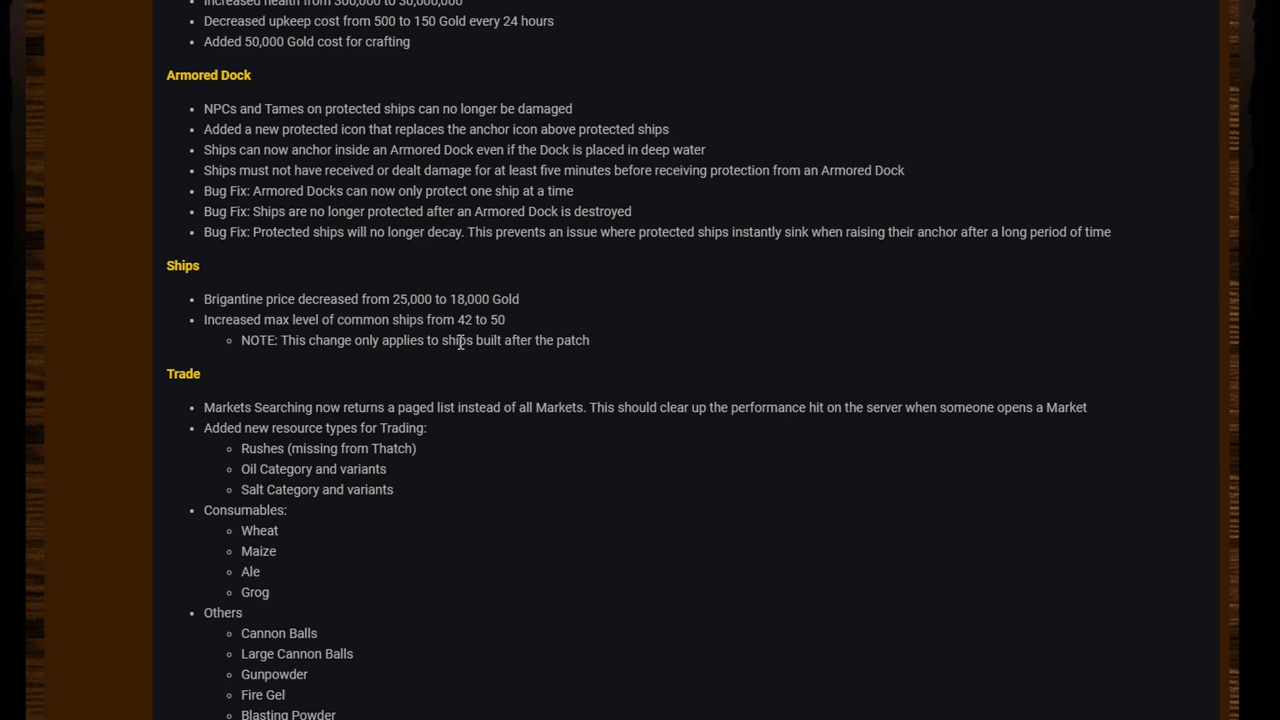 Increased health from 300,000 to 30,000,000
Decreased upkeep cost from 500 to 150 Gold every 24 hours
Added 50,000 Gold cost for crafting
Armored Dock
NPCs and Tames on protected ships can no longer be damaged
Added a new protected icon that replaces the anchor icon above protected ships
Ships can now anchor inside an Armored Dock even if the Dock is placed in deep water
Ships must not have received or dealt damage for at least five minutes before receiving protection from an Armored Dock
Bug Fix: Armored Docks can now only protect one ship at a time
Bug Fix: Ships are no longer protected after an Armored Dock is destroyed
Bug Fix: Protected ships will no longer decay. This prevents an issue where protected ships instantly sink when raising their anchor after a long period of time
Ships
Brigantine price decreased from 25,000 to 18,000 Gold
Increased max level of common ships from 42 to 50
NOTE: This change only applies to ships built after the patch
Trade
Markets Searching now returns a paged list instead of all Markets. This should clear up the performance hit on the server when someone opens a Market
Added new resource types for Trading:
Rushes (missing from Thatch)
Oil Category and variants
Salt Category and variants
Consumables:
Wheat
Maize
Ale
Grog
Others
Cannon Balls
Large Cannon Balls
Gunpowder
Fire Gel
Blasting Powder